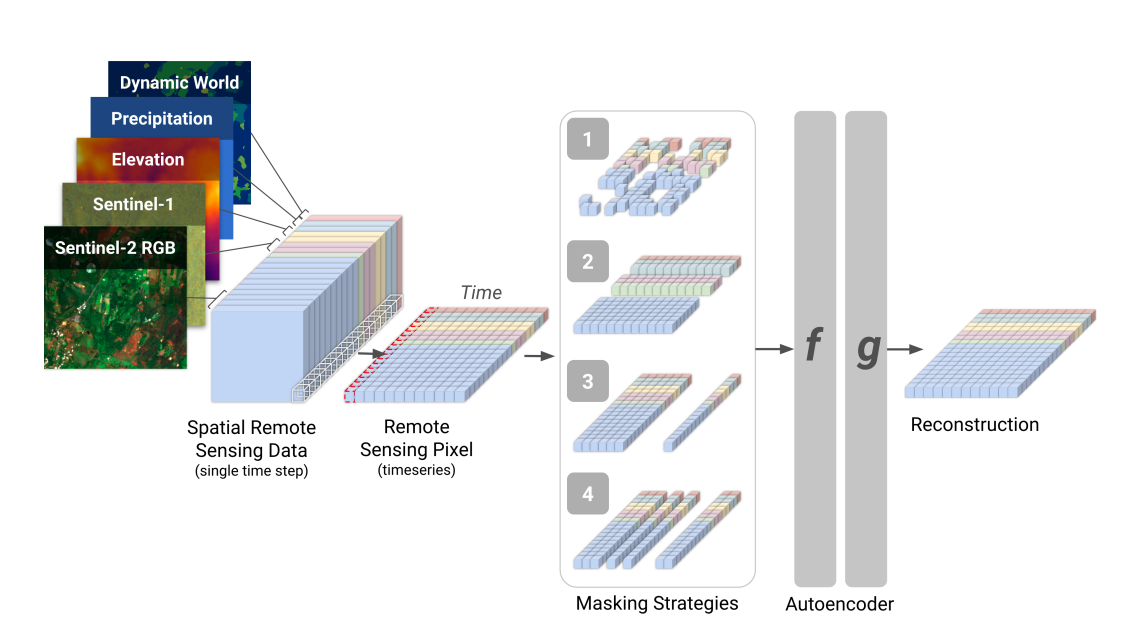 Dynamic World
Precipitation
Elevation
Sentinel-1
Sentinel-2 RGB
Spatial Remote
Sensing Data
(single time step)
Time
Remote
Sensing Pixel
(timeseries)
1
2
3
4
Masking Strategies
f
g
Autoencoder
Reconstruction